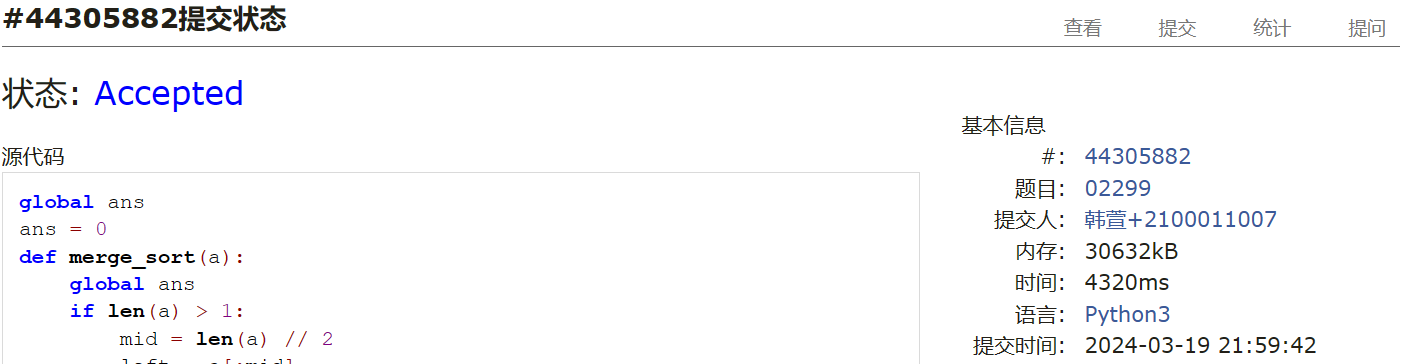 #44305882提交状态
查看 提交 统计 提问
状态: Accepted
源代码
global ans
ans = 0
def merge_sort(a):
    global ans
    if len(a) > 1:
        mid = len(a) // 2
        left = a[:mid]
基本信息
#: 44305882
题目: 02299
提交人: 韩萱+2100011007
内存: 30632kB
时间: 4320ms
语言: Python3
提交时间: 2024-03-19 21:59:42